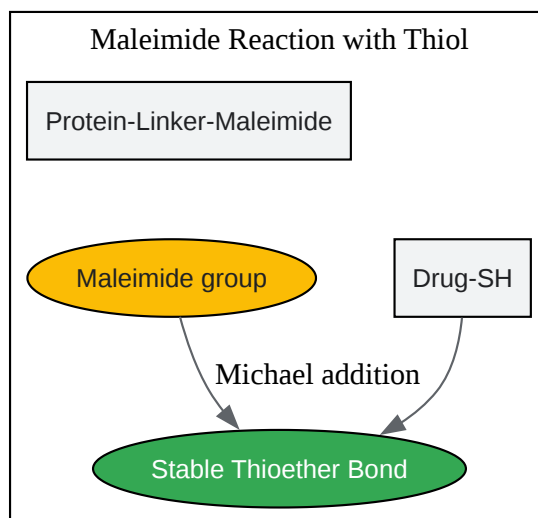 Maleimide Reaction with Thiol
Protein-Linker-Maleimide
Maleimide group
Drug-SH
Michael addition
Stable Thioether Bond